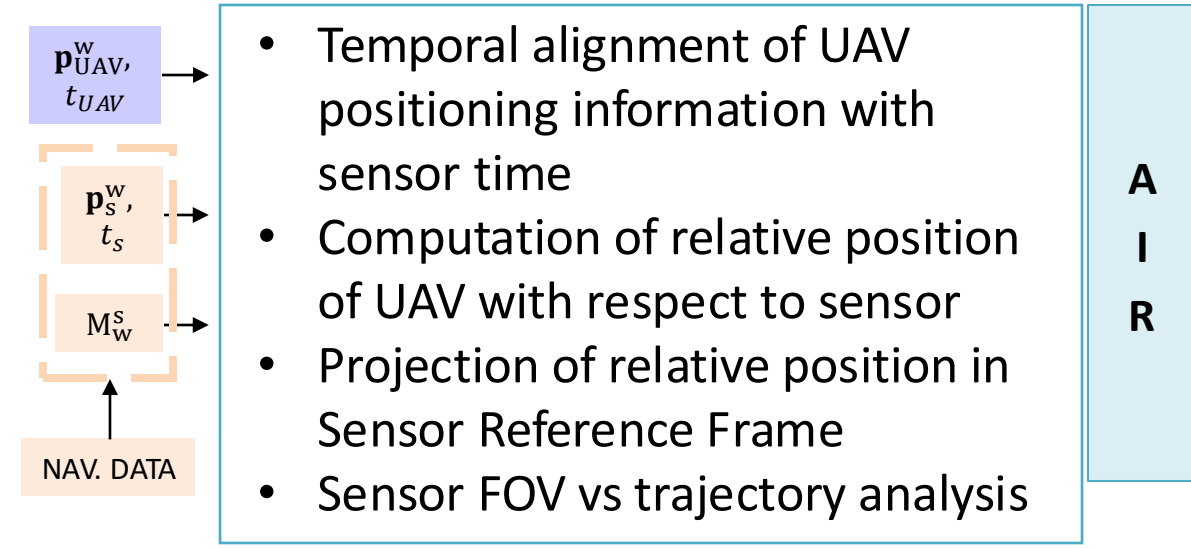 p^w_UAV,
t_UAV
p^w_s,
t_s
M^s_w
NAV. DATA
• Temporal alignment of UAV
positioning information with
sensor time
• Computation of relative position
of UAV with respect to sensor
• Projection of relative position in
Sensor Reference Frame
• Sensor FOV vs trajectory analysis
A
I
R